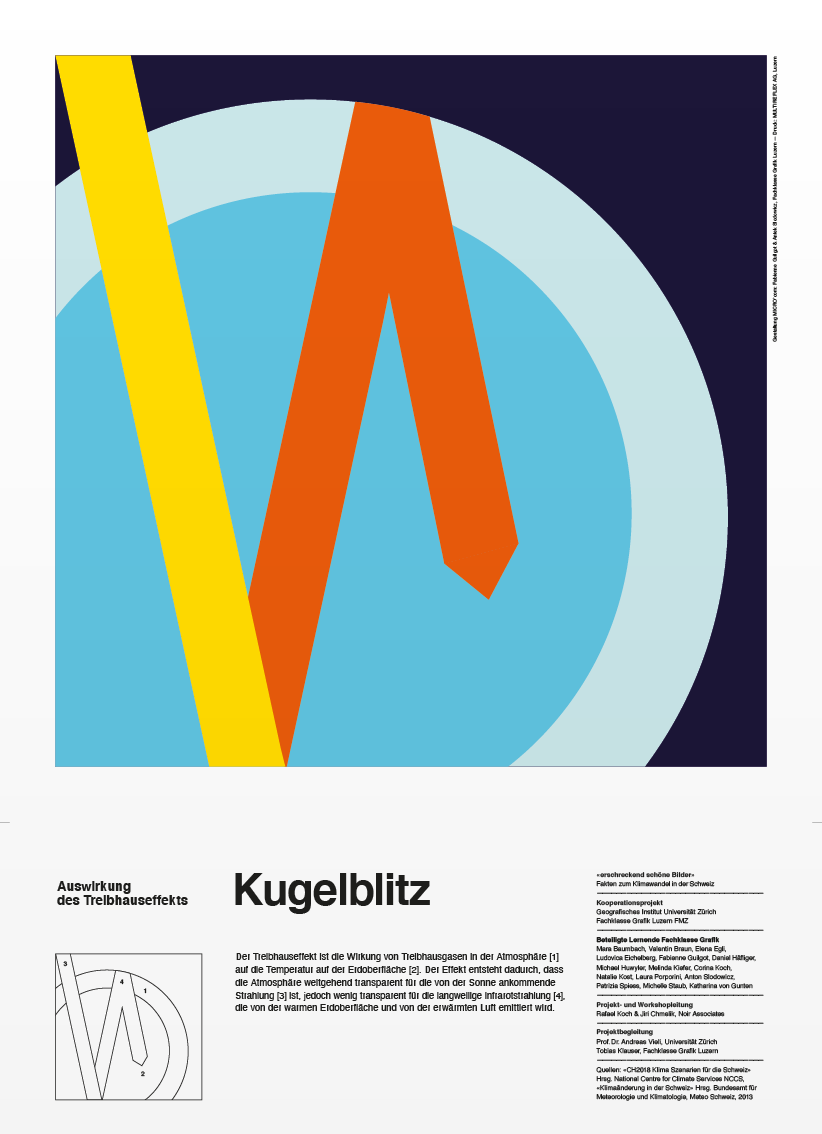 Gestaltung MICRO'com: Fabienne Guilgot & Antek Slodowicz, Fachklasse Grafik Luzern – Druck: MULTIREFLEX AG, Luzern
Auswirkung
des Treibhauseffekts
Kugelblitz
Der Treibhauseffekt ist die Wirkung von Treibhausgasen in der Atmosphäre [1]
auf die Temperatur auf der Erdoberfläche [2]. Der Effekt entsteht dadurch, dass
die Atmosphäre weitgehend transparent für die von der Sonne ankommende
Strahlung [3] ist, jedoch wenig transparent für die langwellige Infrarotstrahlung [4],
die von der warmen Erdoberfläche und von der erwärmten Luft emittiert wird.
3
4
1
2
«erschreckend schöne Bilder»
Fakten zum Klimawandel in der Schweiz
Kooperationsprojekt
Geografisches Institut Universität Zürich
Fachklasse Grafik Luzern FMZ
Beteiligte Lernende Fachklasse Grafik
Mara Baumbach, Valentin Braun, Elena Egli,
Ludovica Eichelberg, Fabienne Guilgot, Daniel Häfliger,
Michael Huwyler, Melinda Kiefer, Corina Koch,
Natalie Kost, Laura Porporini, Anton Slodowicz,
Patrizia Spiess, Michelle Staub, Katharina von Gunten
Projekt- und Workshopleitung
Rafael Koch & Jiri Chmelik, Noir Associates
Projektbegleitung
Prof. Dr. Andreas Vieli, Universität Zürich
Tobias Klauser, Fachklasse Grafik Luzern
Quellen: «CH2018 Klima Szenarien für die Schweiz»
Hrsg. National Centre for Climate Services NCCS,
«Klimaänderung in der Schweiz» Hrsg. Bundesamt für
Meteorologie und Klimatologie, Meteo Schweiz, 2013